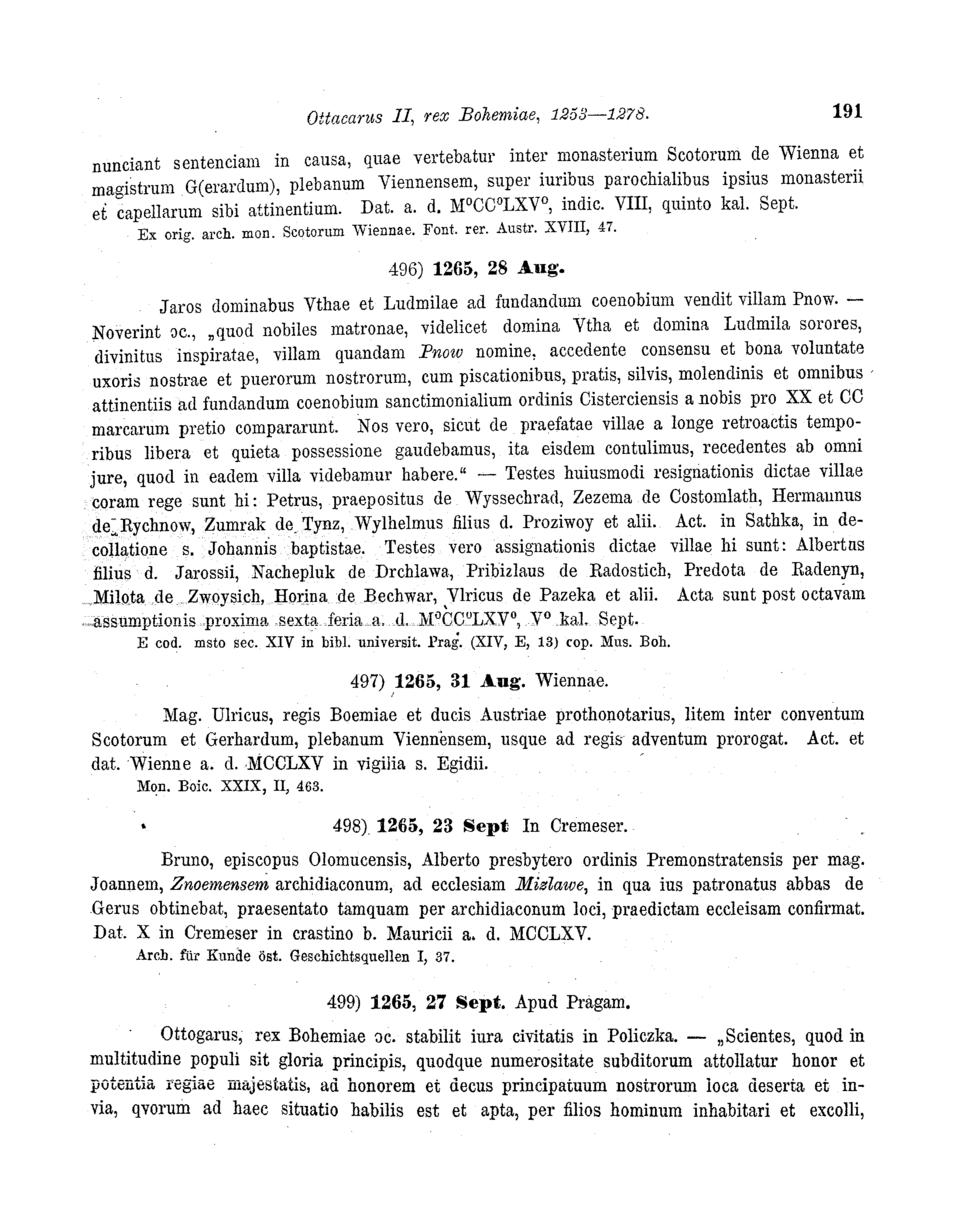 Ottacarus II, rex Bohemiae, 1253—1278. 191
nunciant sentenciam in causa, quae vertebatur inter monasterium Scotorum de Wienna et
magistrum G(erardum), plebanum Viennensem, super iuribus parochialibus ipsius monasterii
et capellarum sibi attinentium. Dat. a. d. MºCCºLXVº, indic. VIII, quinto kal. Sept.
Ex orig. arch. mon. Scotorum Wiennae. Font. rer. Austr. XVIII, 47.
496) 1265, 28 Aug.
Jaros dominabus Vthae et Ludmilae ad fundandum coenobium vendit villam Pnow. —
Noverint ɔc., „quod nobiles matronae, videlicet domina Vtha et domina Ludmila sorores,
divinitus inspiratae, villam quandam Pnow nomine, accedente consensu et bona voluntate
uxoris nostrae et puerorum nostrorum, cum piscationibus, pratis, silvis, molendinis et omnibus
attinentiis ad fundandum coenobium sanctimonialium ordinis Cisterciensis a nobis pro XX et CC
marcarum pretio compararunt. Nos vero, sicut de praefatae villae a longe retroactis tempo-
ribus libera et quieta possessione gaudebamus, ita eisdem contulimus, recedentes ab omni
jure, quod in eadem villa videbamur habere.“ — Testes huiusmodi resignationis dictae villae
coram rege sunt hi: Petrus, praepositus de Wyssechrad, Zezema de Costomlath, Hermannus
de Rychnow, Zumrak de Tynz, Wylhelmus filius d. Proziwoy et alii. Act. in Sathka, in de-
collatione s. Johannis baptistae. Testes vero assignationis dictae villae hi sunt: Albertus
filius d. Jarossii, Nachepluk de Drchlawa, Pribizlaus de Radostich, Predota de Radenyn,
Milota de Zwoysich, Horina de Bechwar, Vlricus de Pazeka et alii. Acta sunt post octavam
assumptionis proxima sexta feria a. d. MºCCºLXVº, Vº kal. Sept.
E cod. msto sec. XIV in bibl. universit. Prag. (XIV, E, 13) cop. Mus. Boh.
497) 1265, 31 Aug. Wiennae.
Mag. Ulricus, regis Boemiae et ducis Austriae prothonotarius, litem inter conventum
Scotorum et Gerhardum, plebanum Viennensem, usque ad regis adventum prorogat. Act. et
dat. Wienne a. d. MCCLXV in vigilia s. Egidii.
Mon. Boic. XXIX, II, 463.
498) 1265, 23 Sept In Cremeser.
Bruno, episcopus Olomucensis, Alberto presbytero ordinis Premonstratensis per mag.
Joannem, Znoemensem archidiaconum, ad ecclesiam Mizlawe, in qua ius patronatus abbas de
Gerus obtinebat, praesentato tamquam per archidiaconum loci, praedictam eccleisam confirmat.
Dat. X in Cremeser in crastino b. Mauricii a. d. MCCLXV.
Arch. für Kunde öst. Geschichtsquellen I, 37.
499) 1265, 27 Sept. Apud Pragam.
Ottogarus, rex Bohemiae ɔc. stabilit iura civitatis in Policzka. — „Scientes, quod in
multitudine populi sit gloria principis, quodque numerositate subditorum attollatur honor et
potentia regiae majestatis, ad honorem et decus principatuum nostrorum loca deserta et in-
via, qvorum ad haec situatio habilis est et apta, per filios hominum inhabitari et excolli,